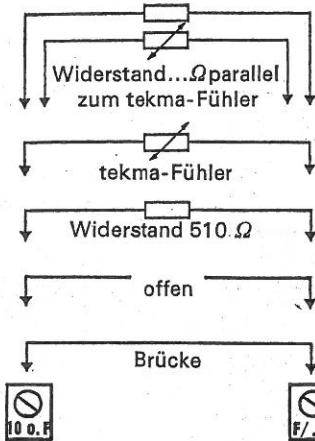 Widerstand...Ω parallel
zum tekma-Fühler
tekma-Fühler
Widerstand 510 Ω
offen
Brücke
10 o. F
F/.